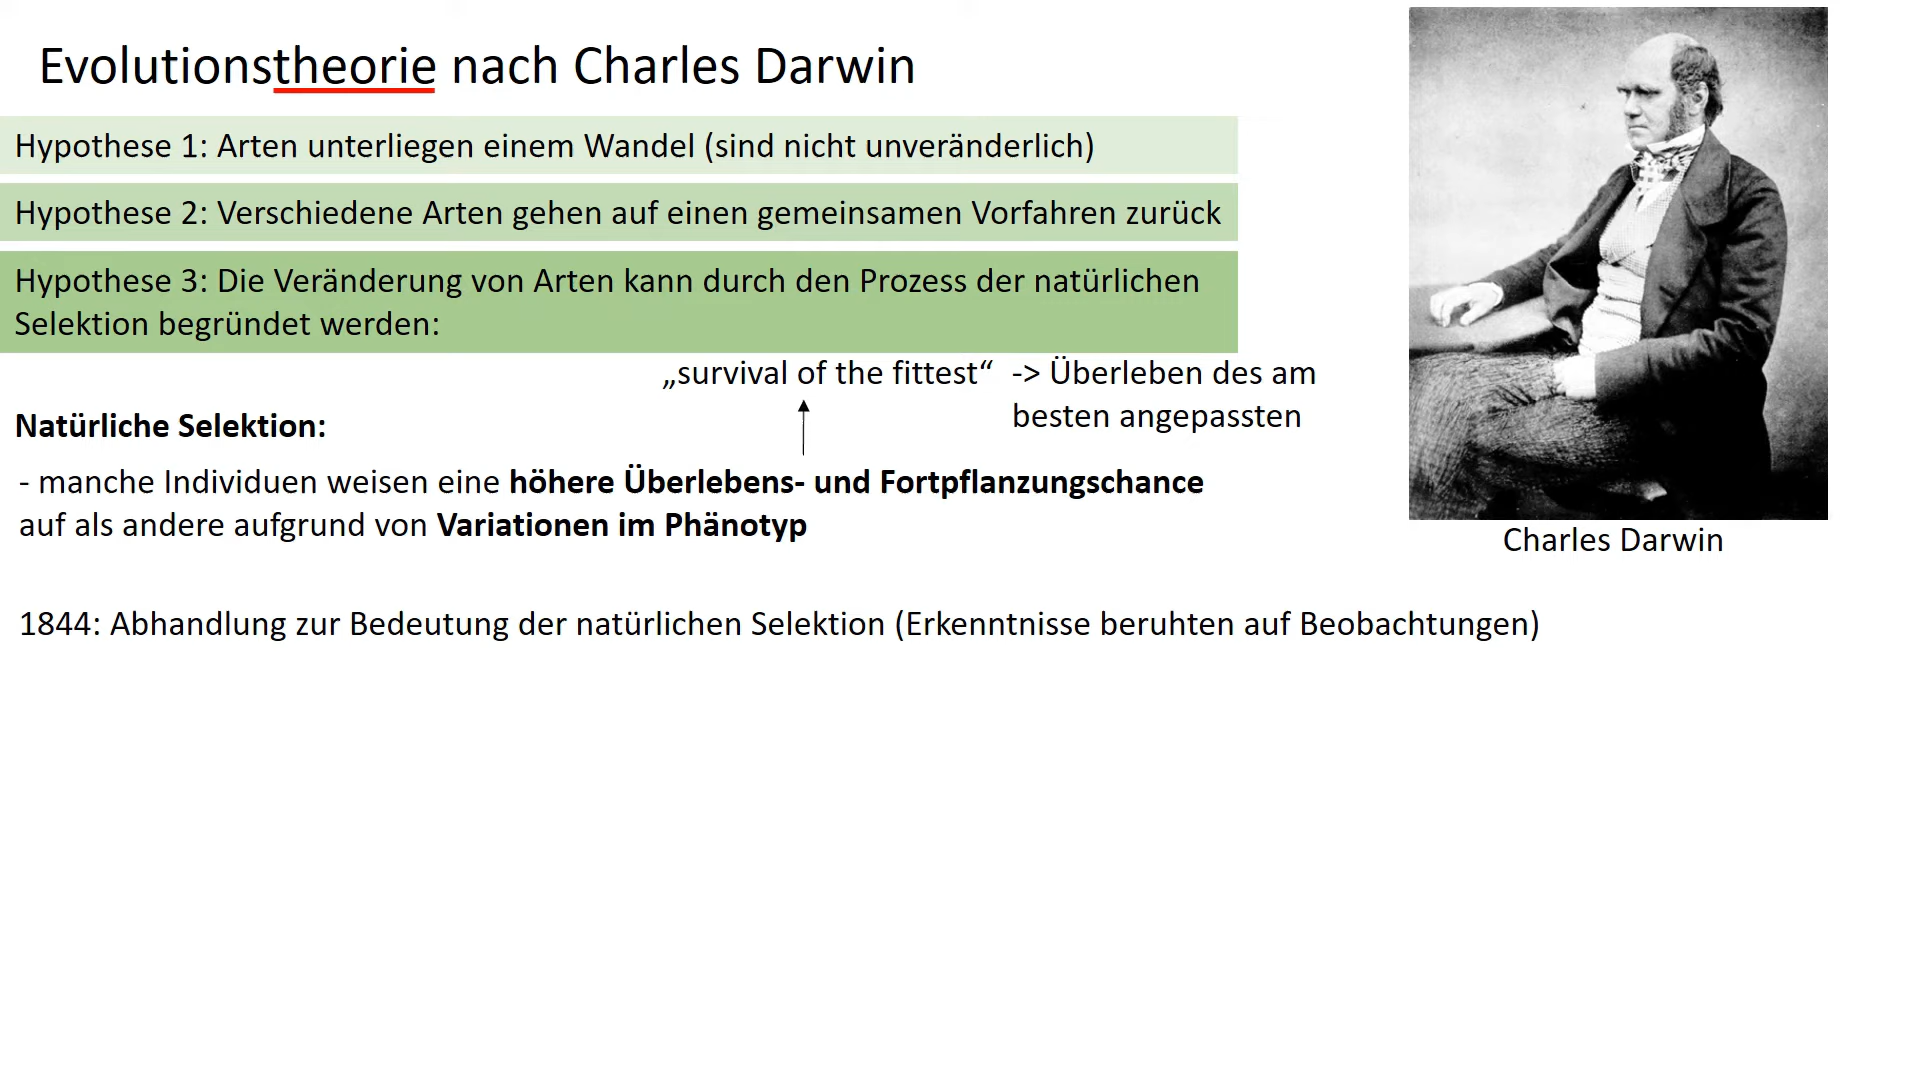 Evolutionstheorie nach Charles Darwin
Hypothese 1: Arten unterliegen einem Wandel (sind nicht unveränderlich)
Hypothese 2: Verschiedene Arten gehen auf einen gemeinsamen Vorfahren zurück
Hypothese 3: Die Veränderung von Arten kann durch den Prozess der natürlichen
Selektion begründet werden:
„survival of the fittest“ -> Überleben des am
besten angepassten
Natürliche Selektion:
- manche Individuen weisen eine höhere Überlebens- und Fortpflanzungschance
auf als andere aufgrund von Variationen im Phänotyp
Charles Darwin
1844: Abhandlung zur Bedeutung der natürlichen Selektion (Erkenntnisse beruhten auf Beobachtungen)